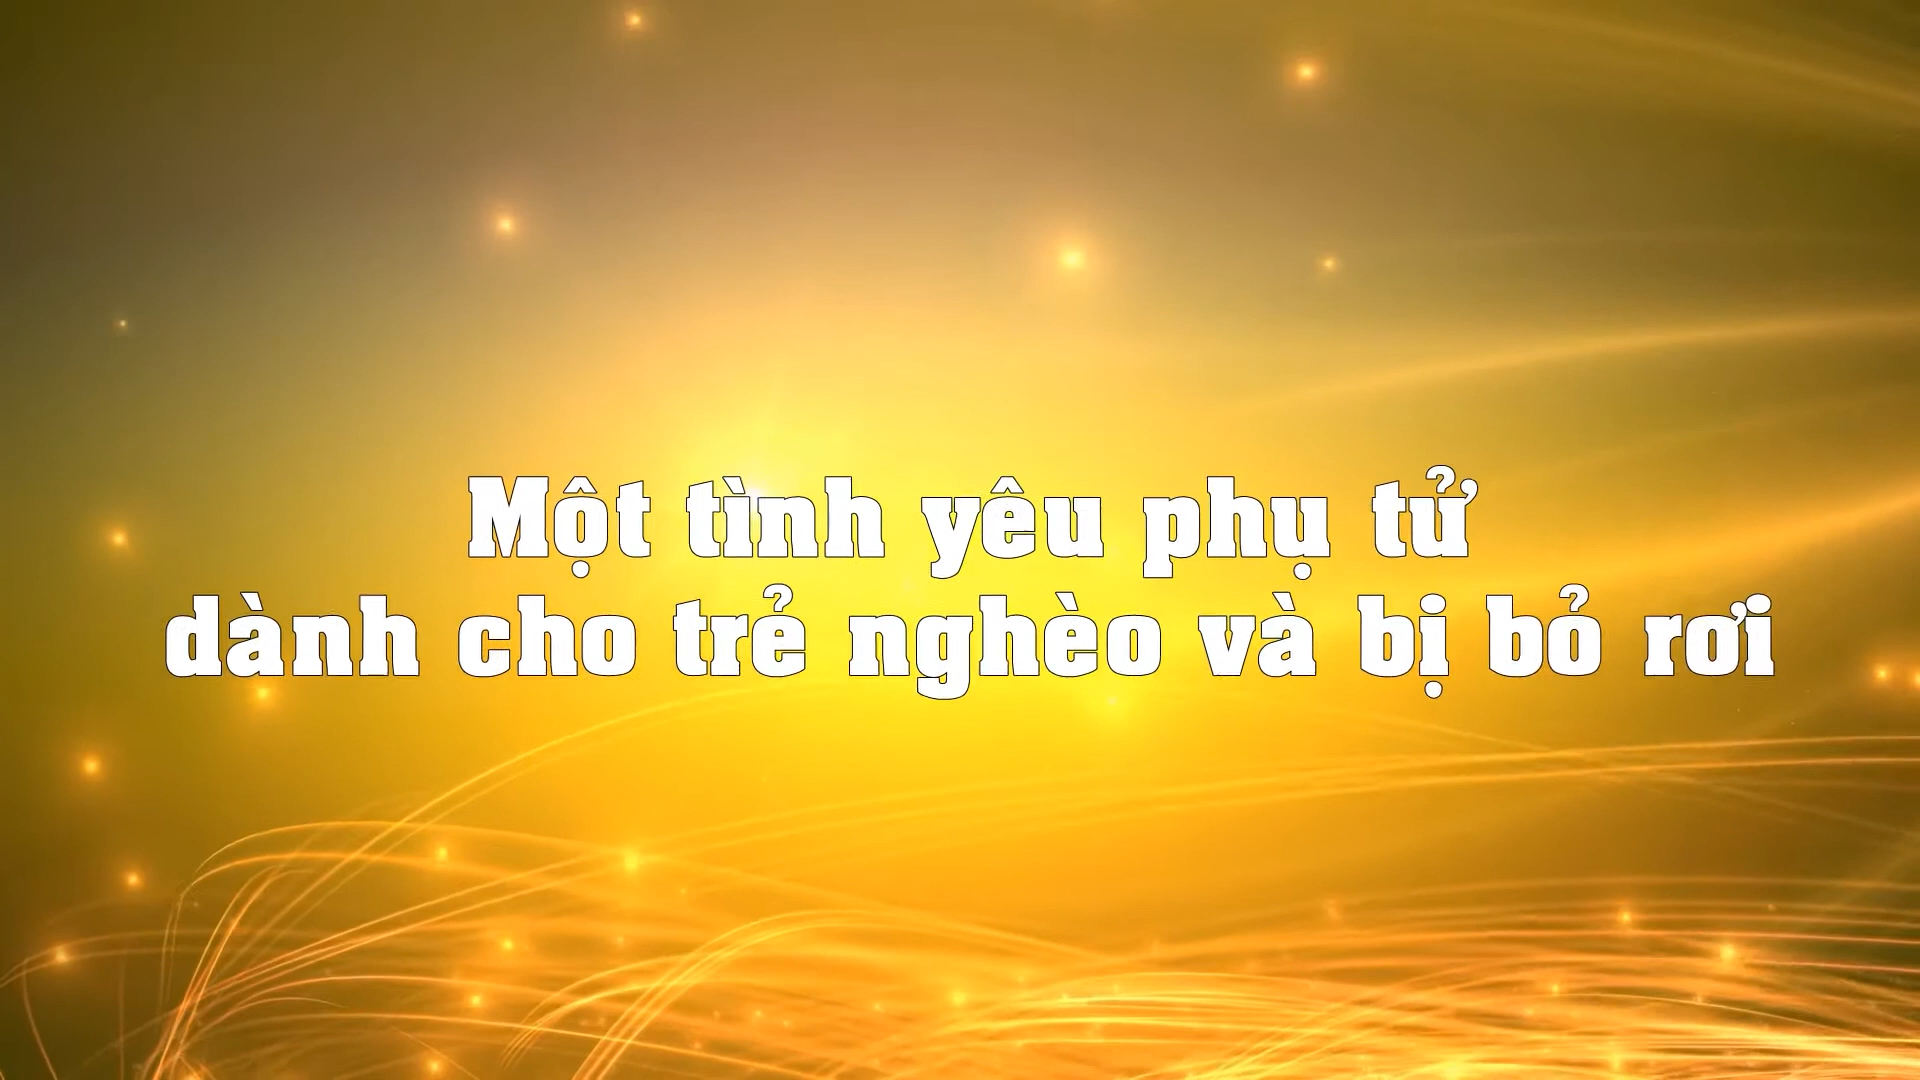 Một tình yêu phụ tử
dành cho trẻ nghèo và bị bỏ rơi